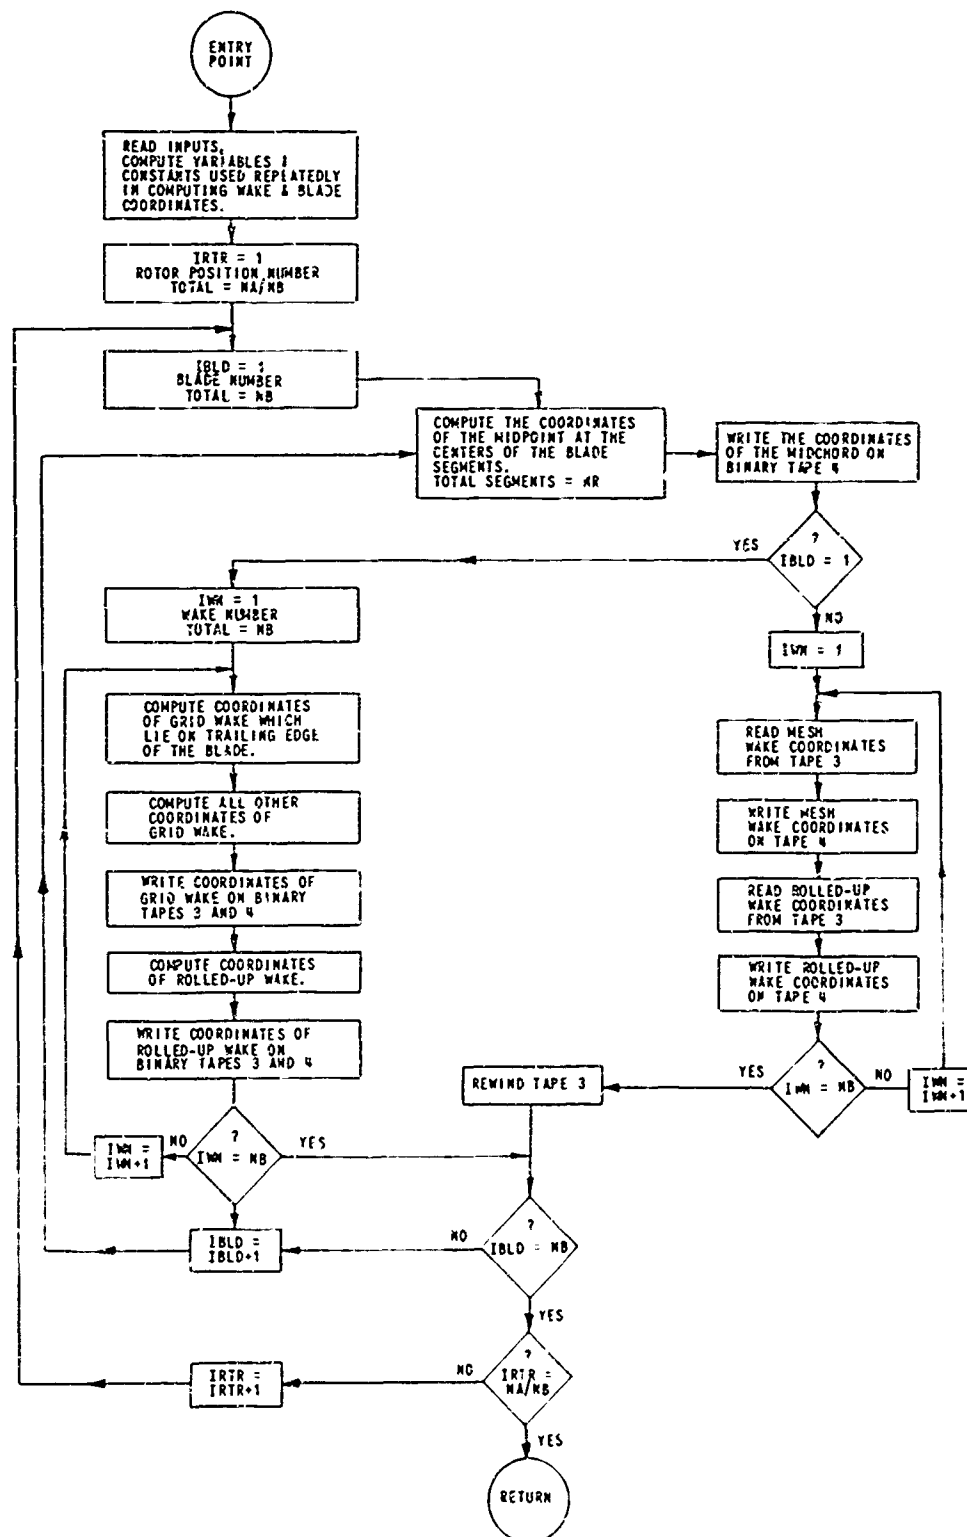 ENTRY
POINT
READ INPUTS,
COMPUTE VARIABLES &
CONSTANTS USED REPEATEDLY
IN COMPUTING WAKE & BLADE
COORDINATES.
IRTR = 1
ROTOR POSITION NUMBER
TOTAL = NA/NB
IBLD = 1
BLADE NUMBER
TOTAL = NB
COMPUTE THE COORDINATES
OF THE MIDPOINT AT THE
CENTERS OF THE BLADE
SEGMENTS.
TOTAL SEGMENTS = NR
WRITE THE COORDINATES
OF THE MIDCHORD ON
BINARY TAPE 4
?
IBLD = 1
YES
NO
IWN = 1
WAKE NUMBER
TOTAL = NB
COMPUTE COORDINATES
OF GRID WAKE WHICH
LIE ON TRAILING EDGE
OF THE BLADE.
COMPUTE ALL OTHER
COORDINATES OF
GRID WAKE.
WRITE COORDINATES OF
GRID WAKE ON BINARY
TAPES 3 AND 4
COMPUTE COORDINATES
OF ROLLED-UP WAKE.
WRITE COORDINATES OF
ROLLED-UP WAKE ON
BINARY TAPES 3 AND 4
?
IWN = NB
NO
YES
IWN =
IWN+1
IWN = 1
READ MESH
WAKE COORDINATES
FROM TAPE 3
WRITE MESH
WAKE COORDINATES
ON TAPE 4
READ ROLLED-UP
WAKE COORDINATES
FROM TAPE 3
WRITE ROLLED-UP
WAKE COORDINATES
ON TAPE 4
?
IWN = NB
YES
NO
IWN =
IWN+1
REWIND TAPE 3
?
IBLD = NB
NO
YES
IBLD =
IBLD+1
?
IRTR =
NA/NB
NO
YES
IRTR =
IRTR+1
RETURN